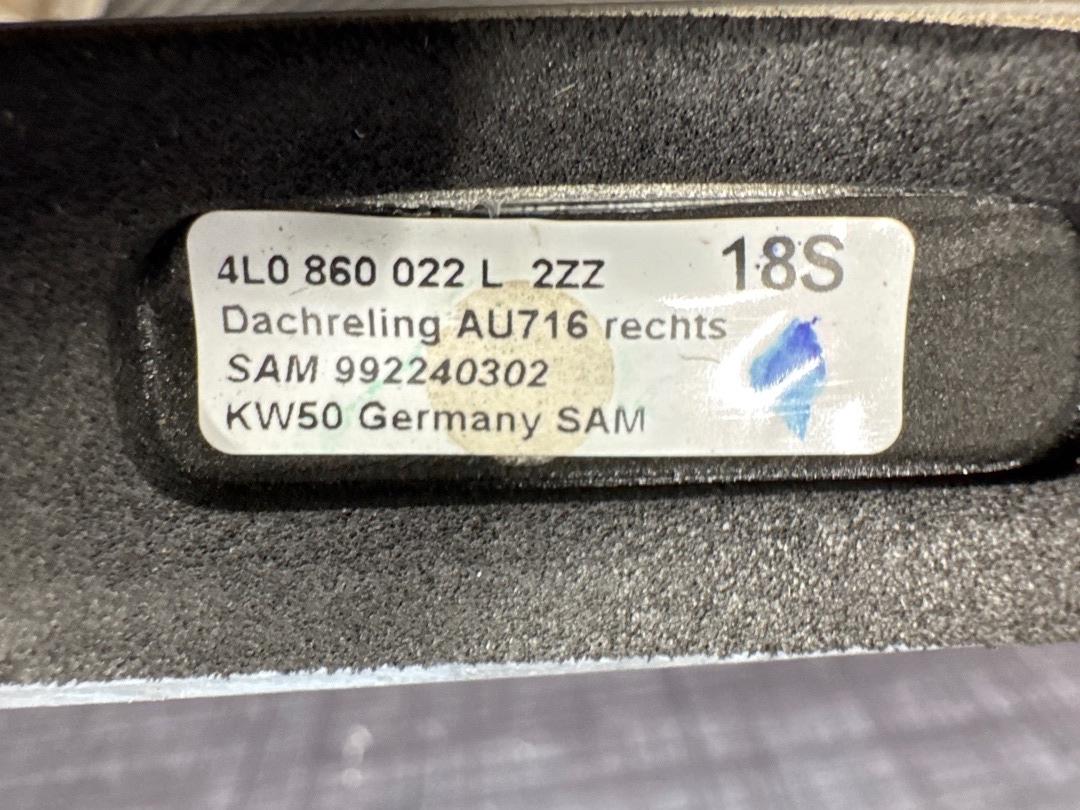 4L0 860 022 L 2ZZ 18S
Dachreling AU716 rechts
SAM 992240302
KW50 Germany SAM